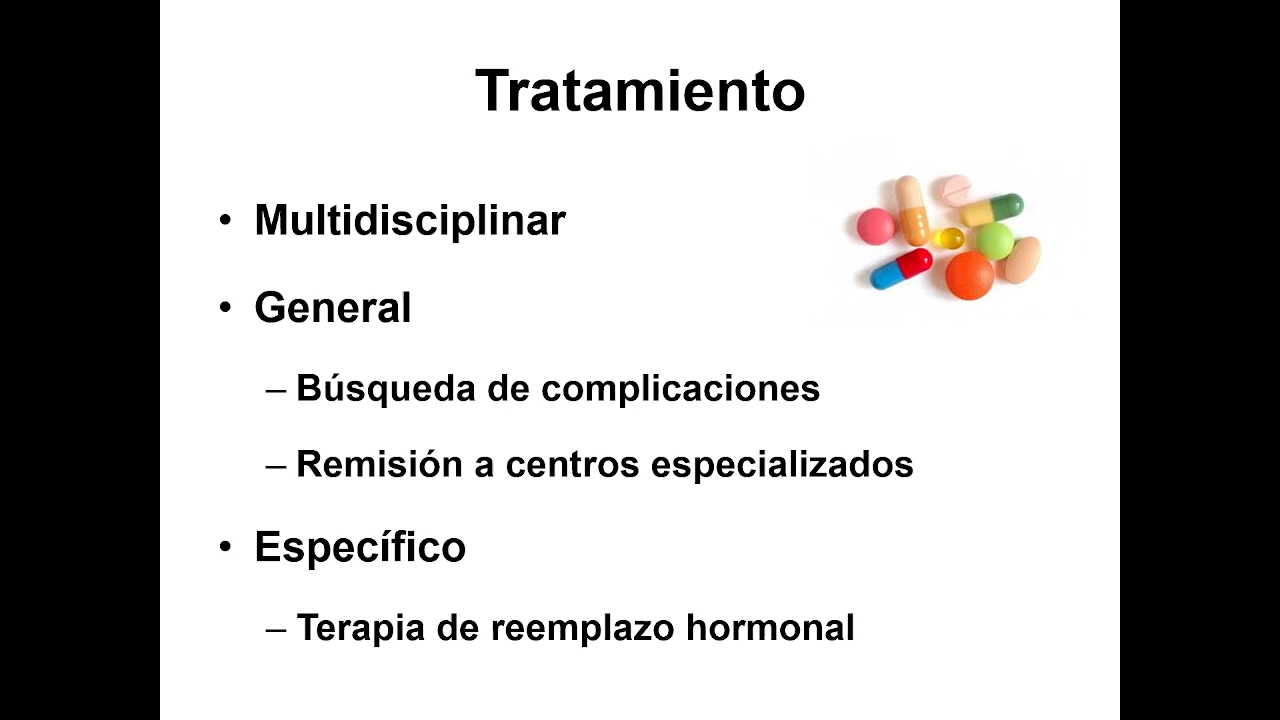 Tratamiento
• Multidisciplinar
• General
– Búsqueda de complicaciones
– Remisión a centros especializados
• Específico
– Terapia de reemplazo hormonal